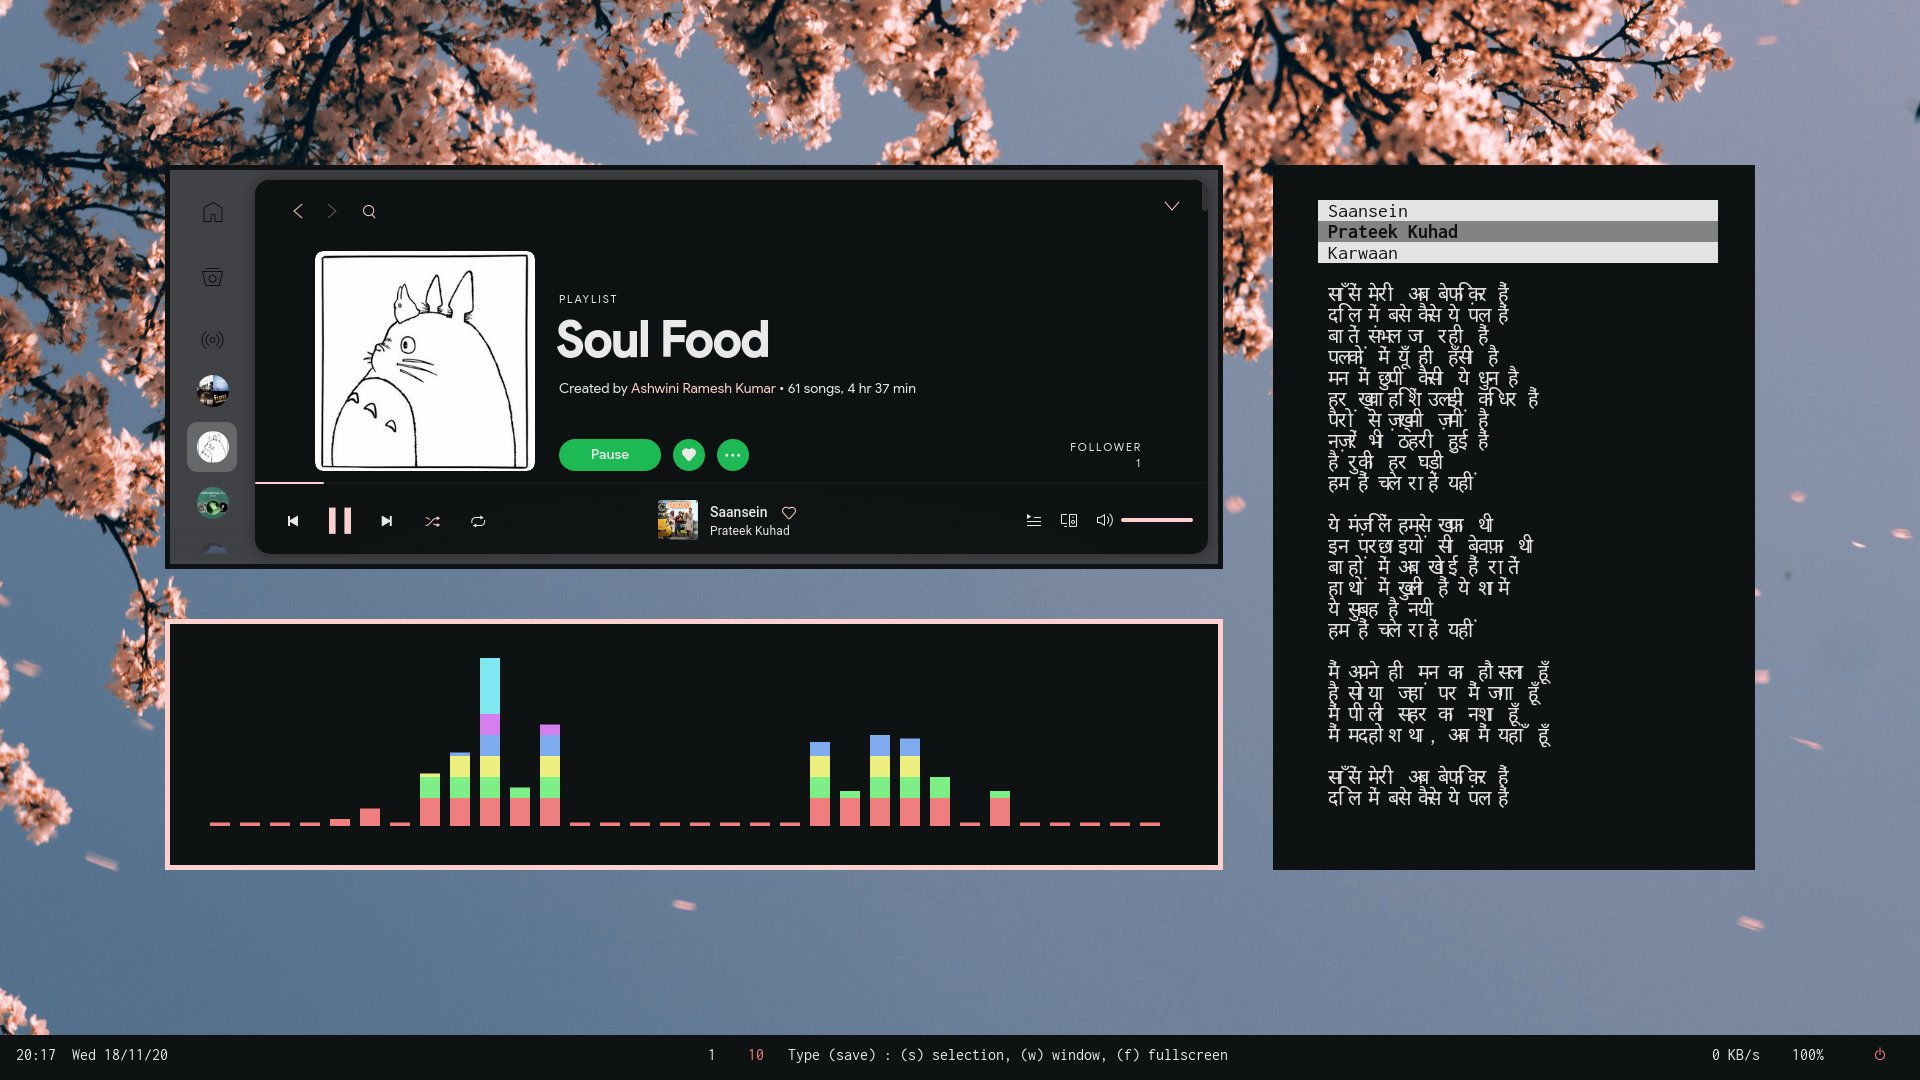 PLAYLIST
Soul Food
Created by Ashwini Ramesh Kumar • 61 songs, 4 hr 37 min
Pause
FOLLOWER
1
Saansein
Prateek Kuhad
Saansein
Prateek Kuhad
Karwaan
साँसें मेरी अब बेफ़िकर हैं
दिल में बसे कैसे ये पल हैं
बातें संभल जा रही हैं
पलकों में यूँ ही हँसी है
मन में छुपी कैसी ये धुन है
हर ख़्वाहिशें उलझी किधर हैं
पैरों से ज़ख़्मी ज़मीं है
नज़रें भी ठहरी हुई हैं
है रुकी हर घड़ी
हम हैं चले राहें यहीं
ये मंज़िलें हमसे खफ़ा थी
इन परछाइयों सी बेवफ़ा थी
बाहों में अब खोई हैं रातें
हाथों में खुली हैं ये शामें
ये सुबह है नयी
हम हैं चले राहें यहीं
मैं अपने ही मन का हौसला हूँ
है सोया जहां पर मैं जगा हूँ
मैं पीली सहर का नशा हूँ
मैं मदहोश था, अब मैं यहाँ हूँ
साँसें मेरी अब बेफ़िकर हैं
दिल में बसे कैसे ये पल हैं
20:17 Wed 18/11/20
1 10 Type (save) : (s) selection, (w) window, (f) fullscreen
0 KB/s 100%